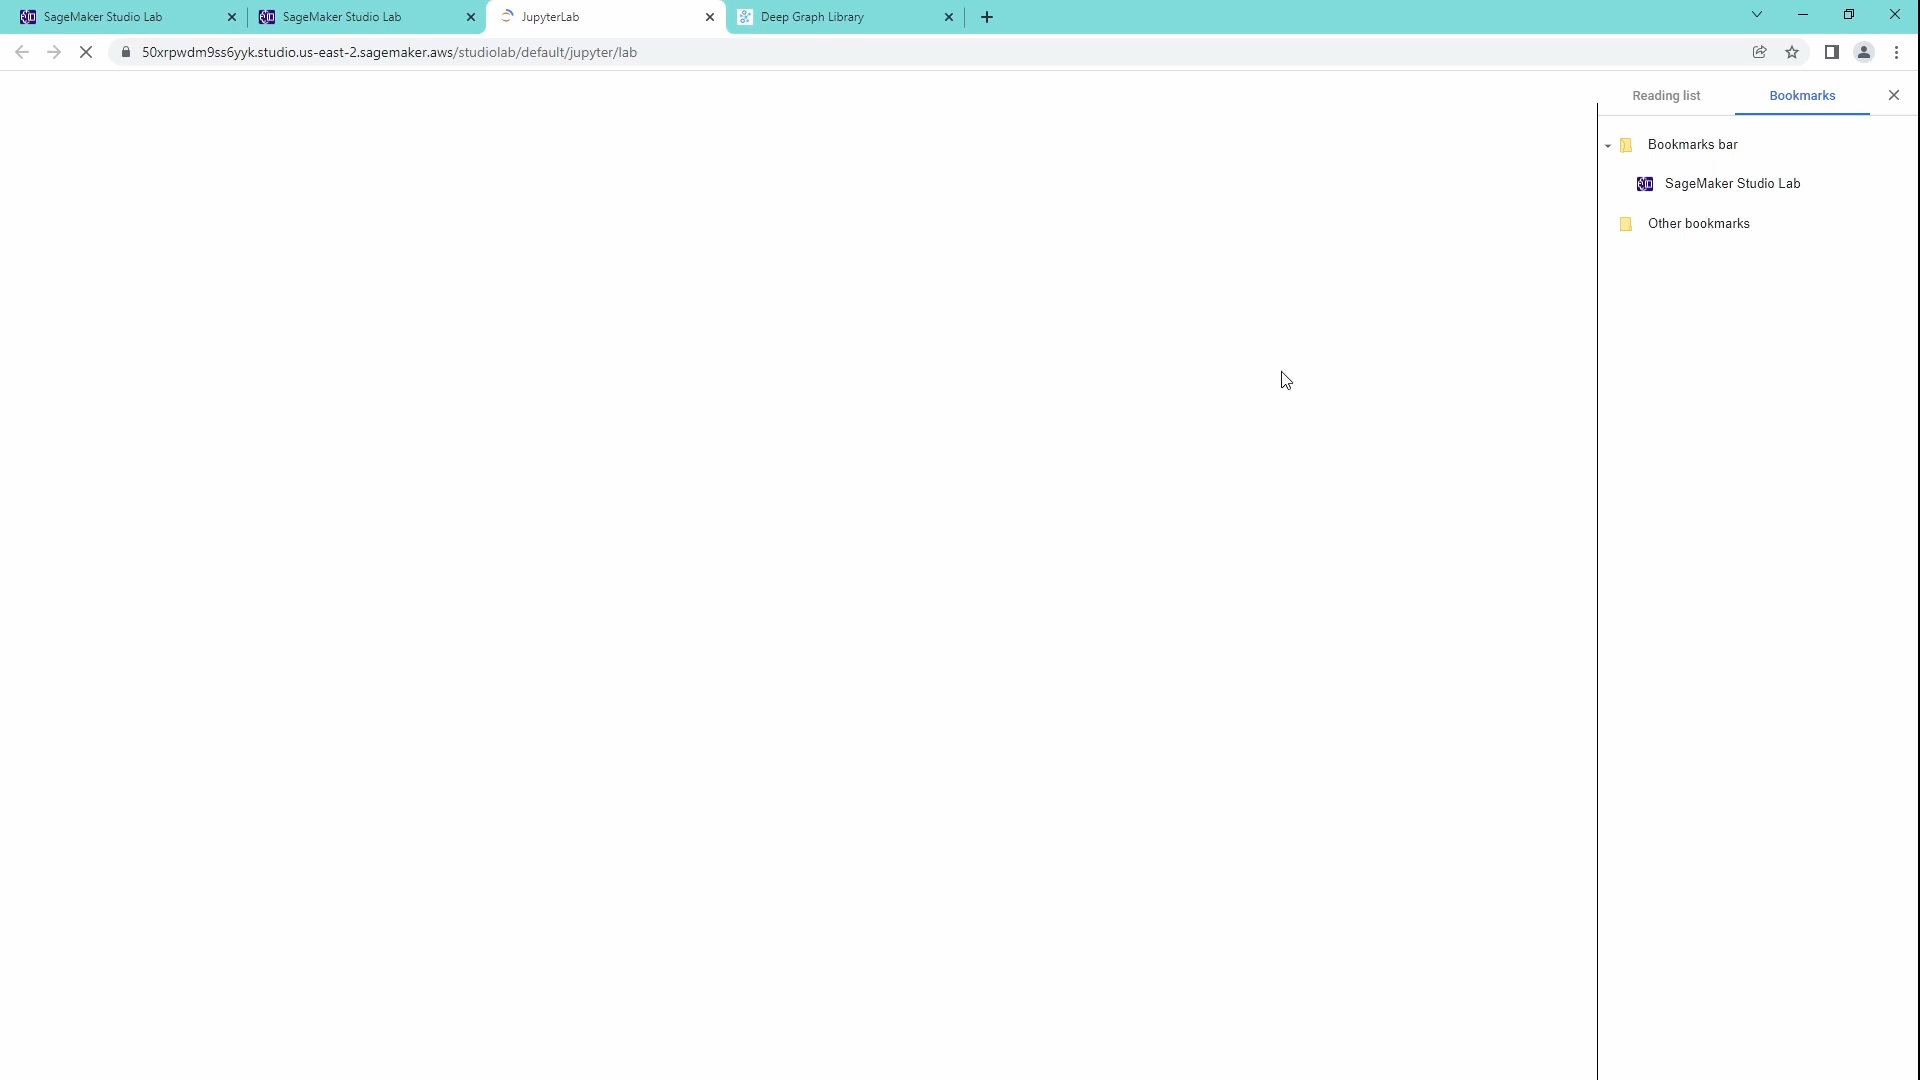 SageMaker Studio Lab
SageMaker Studio Lab
JupyterLab
Deep Graph Library
50xrpwdm9ss6yyk.studio.us-east-2.sagemaker.aws/studiolab/default/jupyter/lab
Reading list
Bookmarks
Bookmarks bar
SageMaker Studio Lab
Other bookmarks